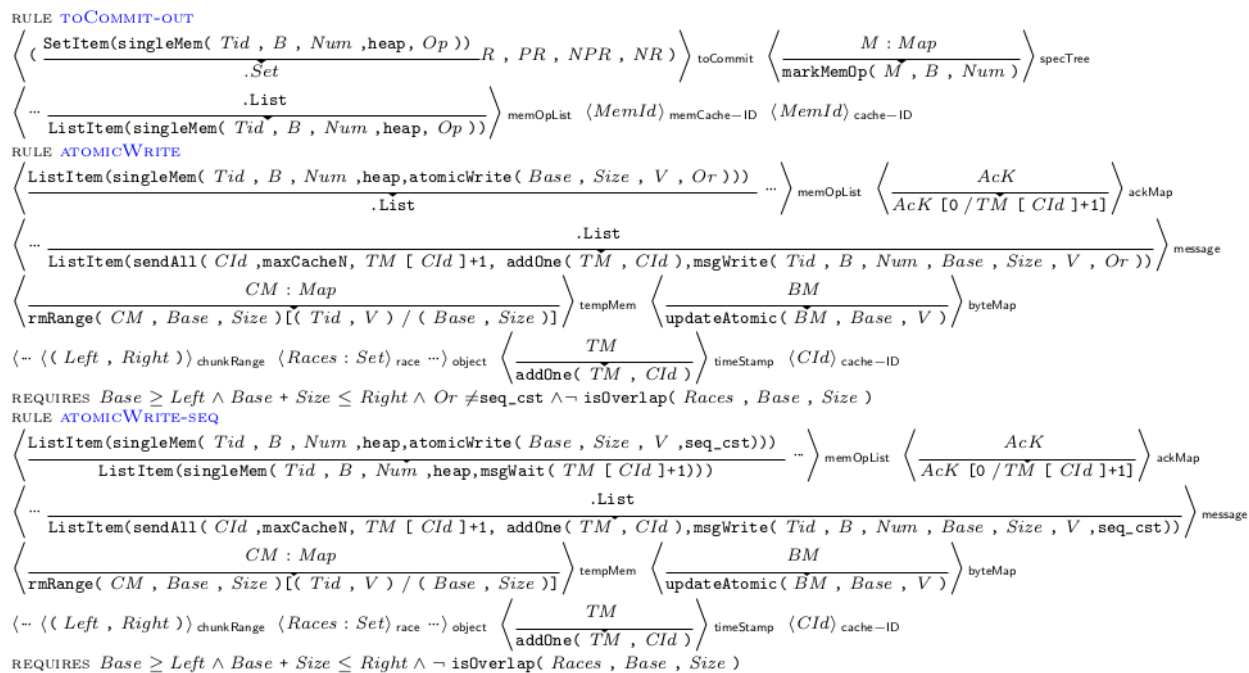 RULE TOCOMMIT-OUT
SetItem(singleMem( Tid , B , Num ,heap, Op )) M : Map
⟨( R , PR , NPR , NR )⟩ toCommit ⟨ ⟩ specTree
.Set markMemOp( M , B , Num )
.List
⟨ ··· ⟩ memOpList ⟨MemId⟩ memCache−ID ⟨MemId⟩ cache−ID
ListItem(singleMem( Tid , B , Num ,heap, Op ))
RULE ATOMICWRITE
ListItem(singleMem( Tid , B , Num ,heap,atomicWrite( Base , Size , V , Or ))) AcK
⟨ ··· ⟩ memOpList ⟨ ⟩ ackMap
.List AcK [0 / TM [ CId ]+1]
.List
⟨ ··· ⟩ message
ListItem(sendAll( CId ,maxCacheN, TM [ CId ]+1, addOne( TM , CId ),msgWrite( Tid , B , Num , Base , Size , V , Or ))
CM : Map BM
⟨ ⟩ tempMem ⟨ ⟩ byteMap
rmRange( CM , Base , Size )[( Tid , V ) / ( Base , Size )] updateAtomic( BM , Base , V )
TM
⟨··· ⟨( Left , Right )⟩ chunkRange ⟨Races : Set⟩ race ···⟩ object ⟨ ⟩ timeStamp ⟨CId⟩ cache−ID
addOne( TM , CId )
REQUIRES Base ≥ Left ∧ Base + Size ≤ Right ∧ Or ≠seq_cst ∧¬ isOverlap( Races , Base , Size )
RULE ATOMICWRITE-SEQ
ListItem(singleMem( Tid , B , Num ,heap,atomicWrite( Base , Size , V ,seq_cst))) AcK
⟨ ··· ⟩ memOpList ⟨ ⟩ ackMap
ListItem(singleMem( Tid , B , Num ,heap,msgWait( TM [ CId ]+1))) AcK [0 / TM [ CId ]+1]
.List
⟨ ··· ⟩ message
ListItem(sendAll( CId ,maxCacheN, TM [ CId ]+1, addOne( TM , CId ),msgWrite( Tid , B , Num , Base , Size , V ,seq_cst))
CM : Map BM
⟨ ⟩ tempMem ⟨ ⟩ byteMap
rmRange( CM , Base , Size )[( Tid , V ) / ( Base , Size )] updateAtomic( BM , Base , V )
TM
⟨··· ⟨( Left , Right )⟩ chunkRange ⟨Races : Set⟩ race ···⟩ object ⟨ ⟩ timeStamp ⟨CId⟩ cache−ID
addOne( TM , CId )
REQUIRES Base ≥ Left ∧ Base + Size ≤ Right ∧ ¬ isOverlap( Races , Base , Size )